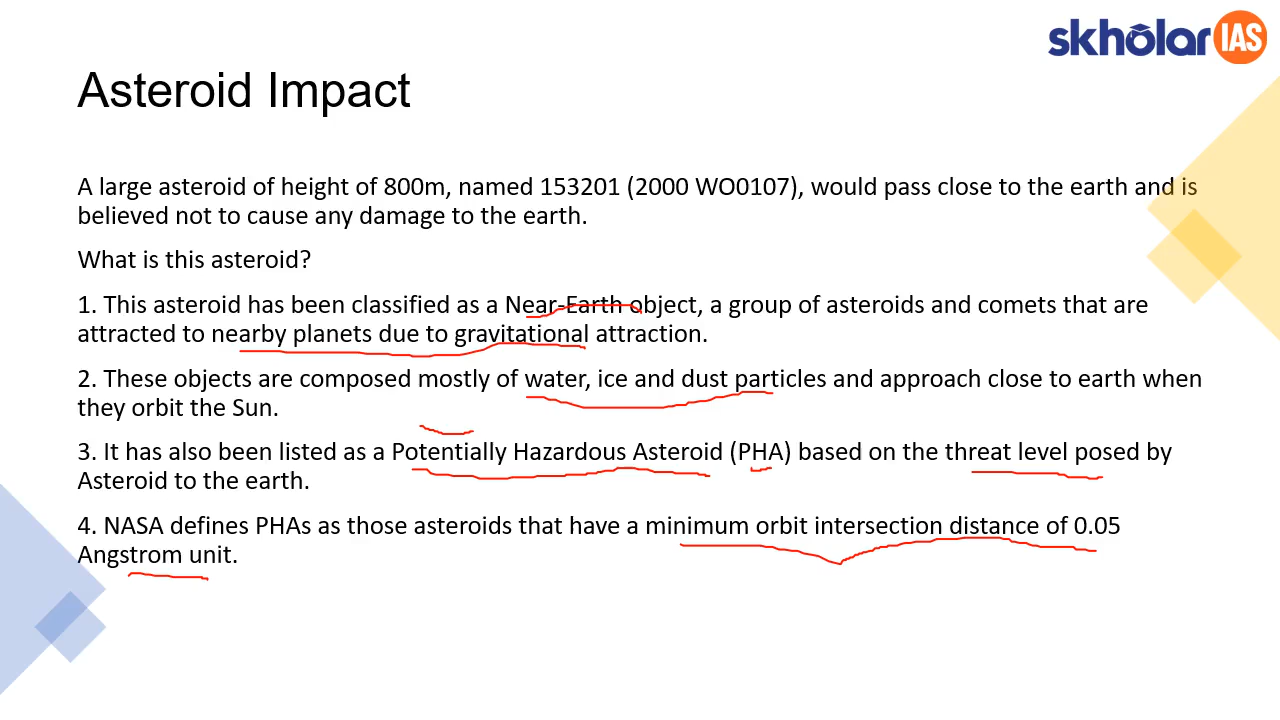 skholar IAS
Asteroid Impact
A large asteroid of height of 800m, named 153201 (2000 WO0107), would pass close to the earth and is
believed not to cause any damage to the earth.
What is this asteroid?
1. This asteroid has been classified as a Near-Earth object, a group of asteroids and comets that are
attracted to nearby planets due to gravitational attraction.
2. These objects are composed mostly of water, ice and dust particles and approach close to earth when
they orbit the Sun.
3. It has also been listed as a Potentially Hazardous Asteroid (PHA) based on the threat level posed by
Asteroid to the earth.
4. NASA defines PHAs as those asteroids that have a minimum orbit intersection distance of 0.05
Angstrom unit.